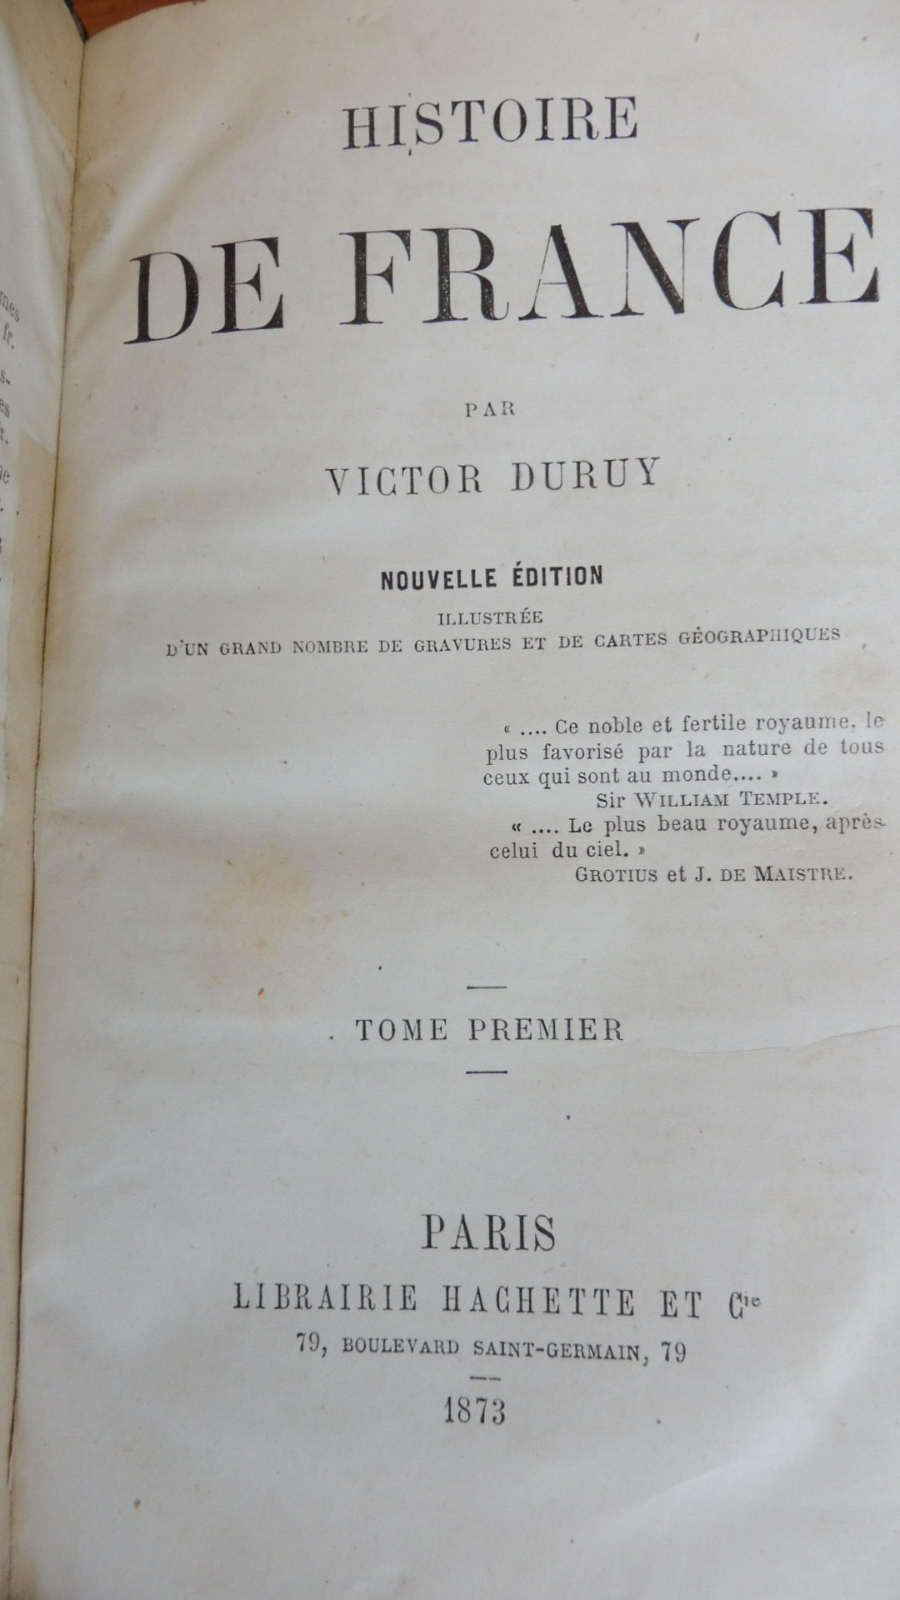 HISTOIRE
DE FRANCE
PAR
VICTOR DURUY
NOUVELLE ÉDITION
ILLUSTRÉE
D'UN GRAND NOMBRE DE GRAVURES ET DE CARTES GÉOGRAPHIQUES
« .... Ce noble et fertile royaume, le
plus favorisé par la nature de tous
ceux qui sont au monde.... »
Sir WILLIAM TEMPLE.
« .... Le plus beau royaume, après
celui du ciel. »
GROTIUS et J. DE MAISTRE.
TOME PREMIER
PARIS
LIBRAIRIE HACHETTE ET Cie
79, BOULEVARD SAINT-GERMAIN, 79
1873